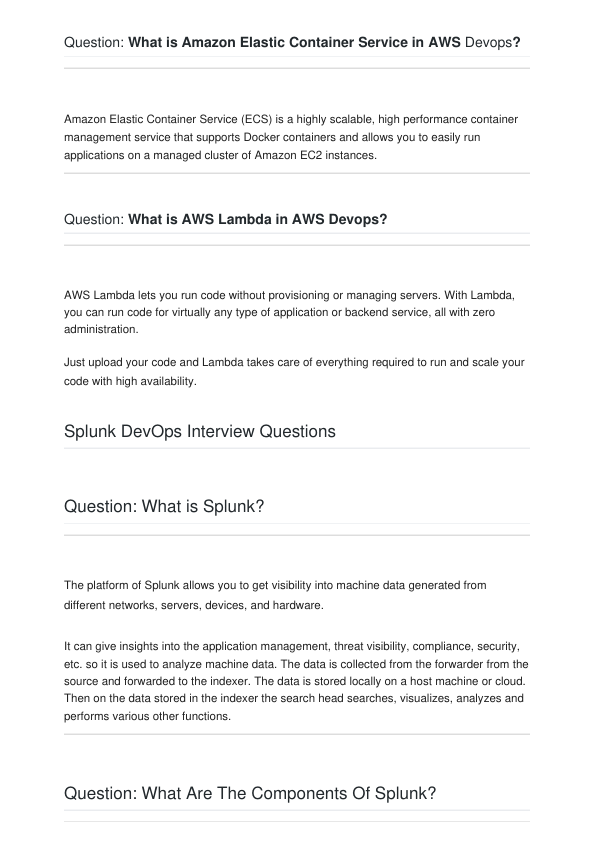 Question: What is Amazon Elastic Container Service in AWS Devops?
Amazon Elastic Container Service (ECS) is a highly scalable, high performance container
management service that supports Docker containers and allows you to easily run
applications on a managed cluster of Amazon EC2 instances.
Question: What is AWS Lambda in AWS Devops?
AWS Lambda lets you run code without provisioning or managing servers. With Lambda,
you can run code for virtually any type of application or backend service, all with zero
administration.
Just upload your code and Lambda takes care of everything required to run and scale your
code with high availability.
Splunk DevOps Interview Questions
Question: What is Splunk?
The platform of Splunk allows you to get visibility into machine data generated from
different networks, servers, devices, and hardware.
It can give insights into the application management, threat visibility, compliance, security,
etc. so it is used to analyze machine data. The data is collected from the forwarder from the
source and forwarded to the indexer. The data is stored locally on a host machine or cloud.
Then on the data stored in the indexer the search head searches, visualizes, analyzes and
performs various other functions.
Question: What Are The Components Of Splunk?